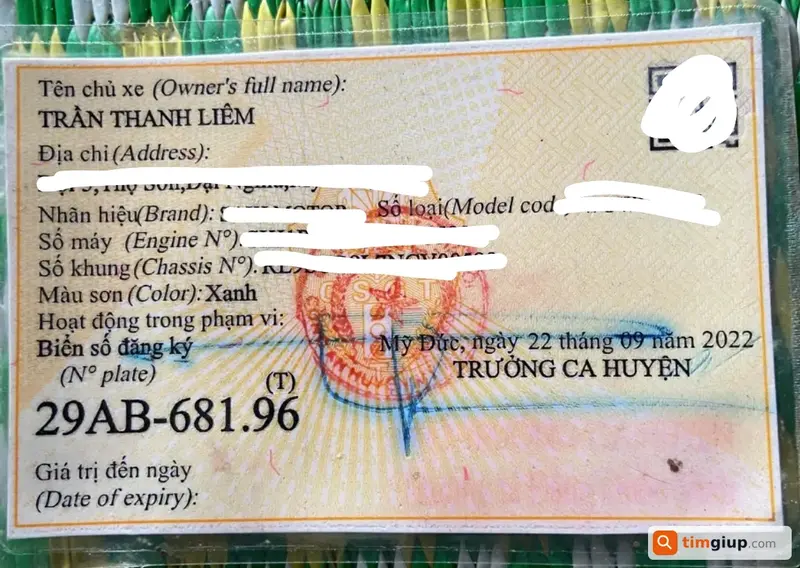 Tên chủ xe (Owner's full name):
TRẦN THANH LIÊM
Địa chỉ (Address):
Nhãn hiệu(Brand): Số loại(Model cod
Số máy (Engine N°).
Số khung (Chassis N°).
Màu sơn (Color): Xanh
Hoạt động trong phạm vi:
Biển số đăng ký Mỹ Đức, ngày 22 tháng 09 năm 2022
(N° plate) TRƯỞNG CA HUYỆN
(T)
29AB-681.96
Giá trị đến ngày
(Date of expiry):
timgiup.com